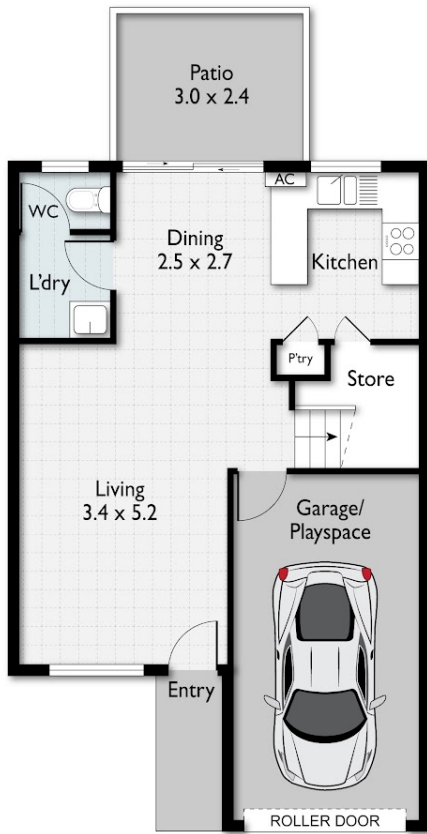 Patio
3.0 x 2.4
AC
WC
Dining
2.5 x 2.7
Kitchen
L'dry
P'try
Store
Living
3.4 x 5.2
Garage/
Playspace
Entry
ROLLER DOOR